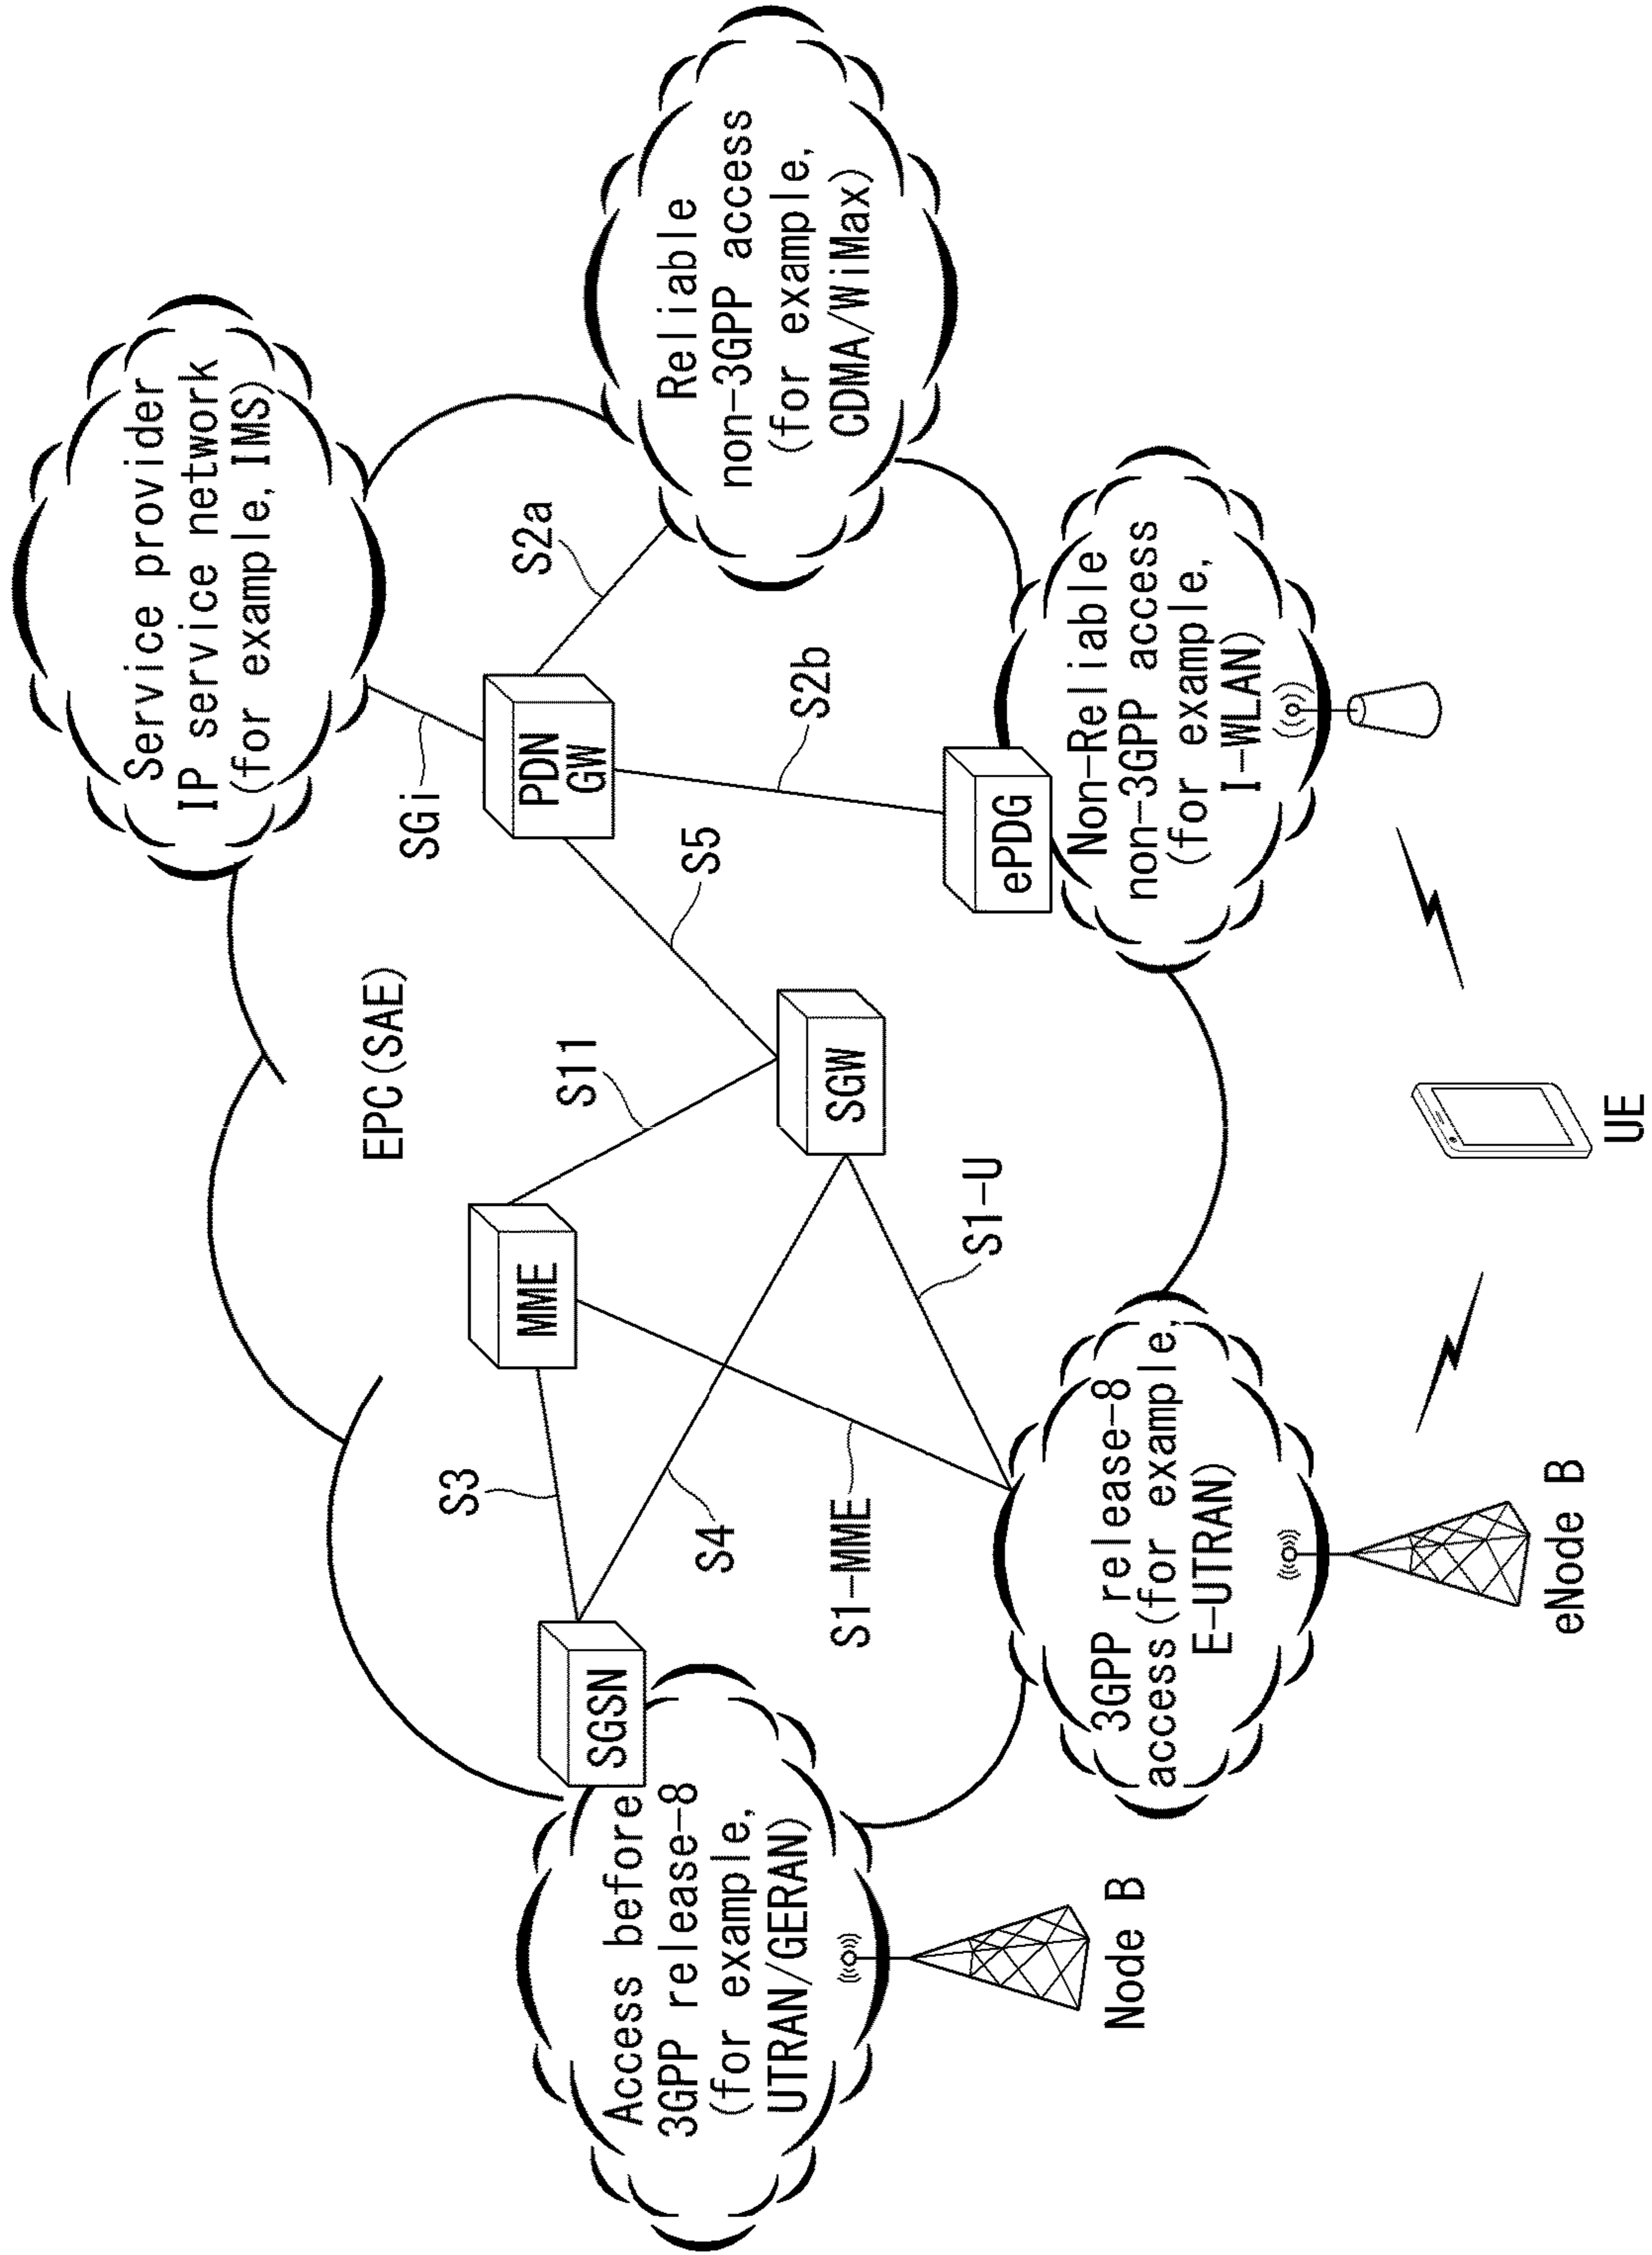 Service provider
IP service network
(for example, IMS)
SGi
S2a
EPC(SAE)
PDN
GW
S3
MME
S11
S5
S2b
Reliable
non-3GPP access
(for example,
CDMA/WiMax)
SGSN
S4
SGW
Access before
3GPP release-8
(for example,
UTRAN/GERAN)
S1-MME
S1-U
ePDG
Node B
3GPP release-8
access(for example,
E-UTRAN)
Non-Reliable
non-3GPP access
(for example,
I-WLAN)
eNode B
UE